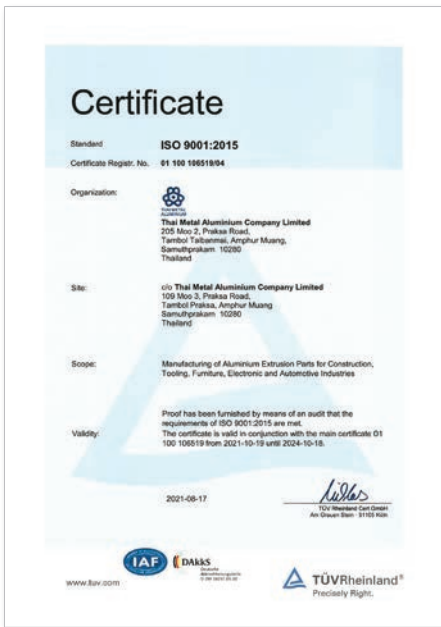 Certificate
Standard ISO 9001:2015
Certificate Registr. No. 01 100 106519/04
Organization:
THAI METAL
ALUMINIUM
Thai Metal Aluminium Company Limited
205 Moo 2, Praksa Road,
Tambol Taibanmai, Amphur Muang,
Samuthprakarn 10280
Thailand
Site: c/o Thai Metal Aluminium Company Limited
109 Moo 3, Praksa Road,
Tambol Praksa, Amphur Muang
Samuthprakarn 10280
Thailand
Scope: Manufacturing of Aluminium Extrusion Parts for Construction,
Tooling, Furniture, Electronic and Automotive Industries
Proof has been furnished by means of an audit that the
requirements of ISO 9001:2015 are met.
Validity: The certificate is valid in conjunction with the main certificate 01
100 106519 from 2021-10-19 until 2024-10-18.
2021-08-17
TÜV Rheinland Cert GmbH
Am Grauen Stein · 51105 Köln
www.tuv.com
IAF
DAkkS
Deutsche
Akkreditierungsstelle
TÜVRheinland®
Precisely Right.